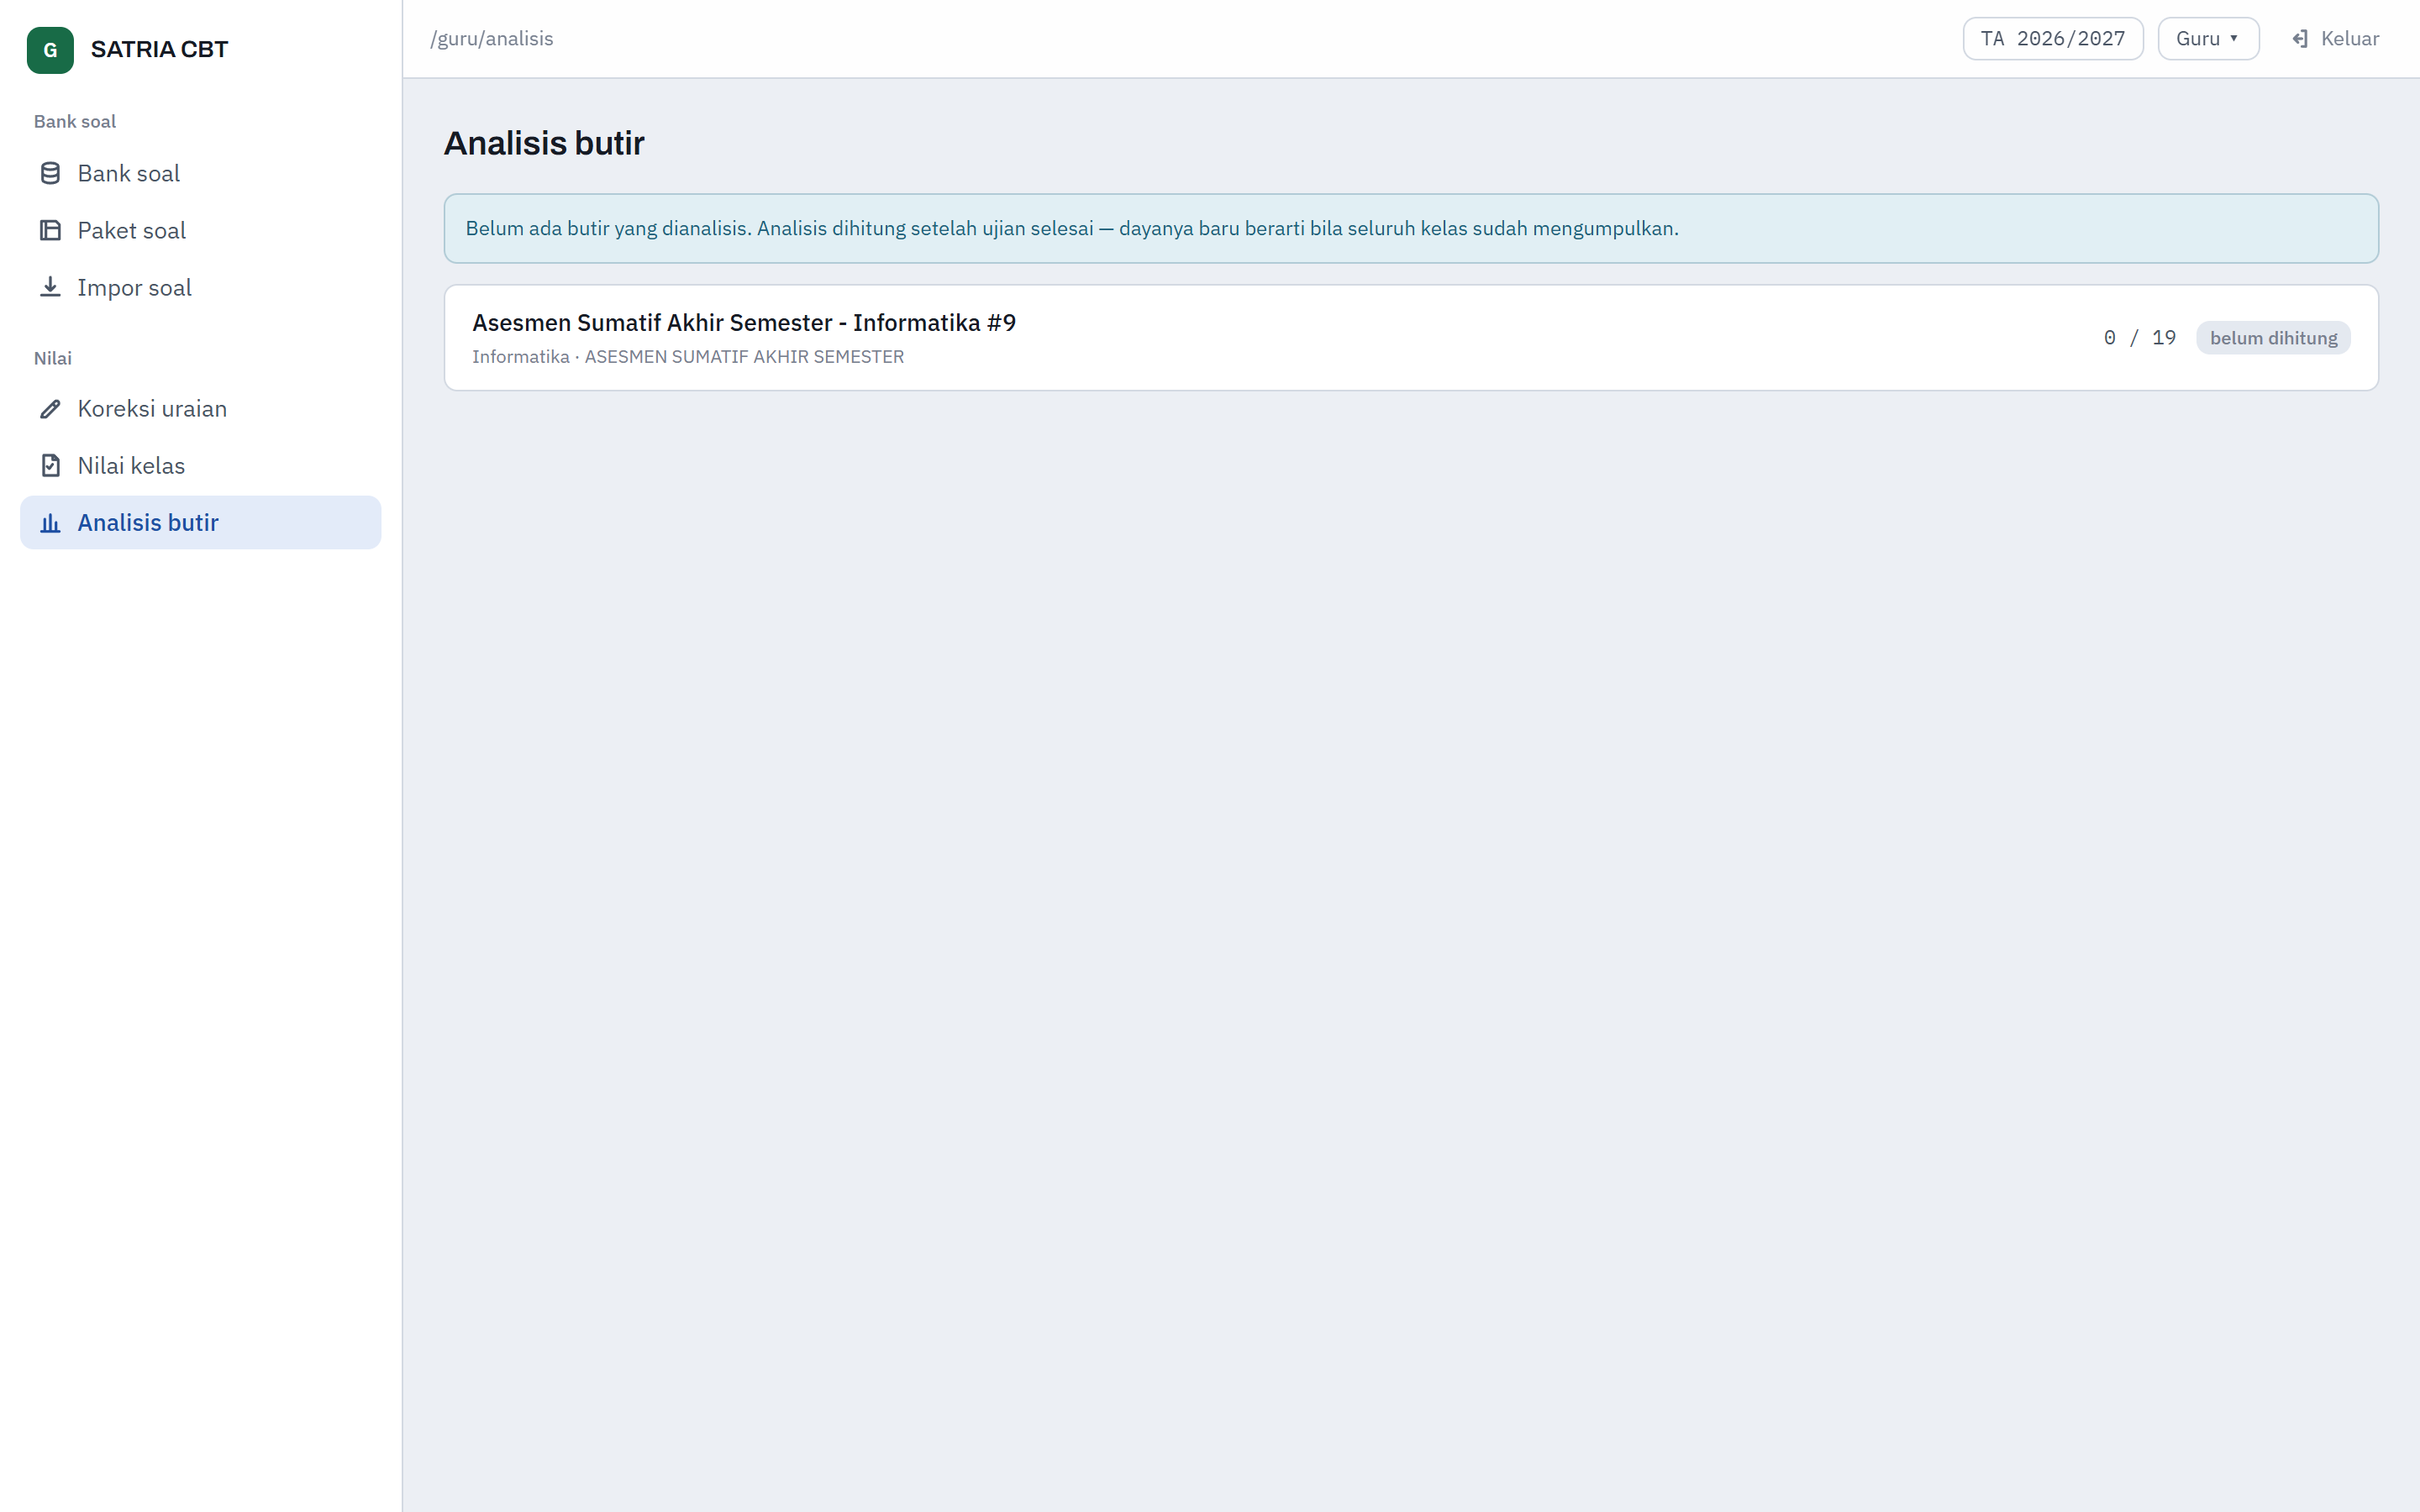 G SATRIA CBT
/guru/analisis
TA 2026/2027
Guru ▾
Keluar
Bank soal
Bank soal
Paket soal
Impor soal
Nilai
Koreksi uraian
Nilai kelas
Analisis butir
Analisis butir
Belum ada butir yang dianalisis. Analisis dihitung setelah ujian selesai — dayanya baru berarti bila seluruh kelas sudah mengumpulkan.
Asesmen Sumatif Akhir Semester - Informatika #9
Informatika · ASESMEN SUMATIF AKHIR SEMESTER
0 / 19
belum dihitung